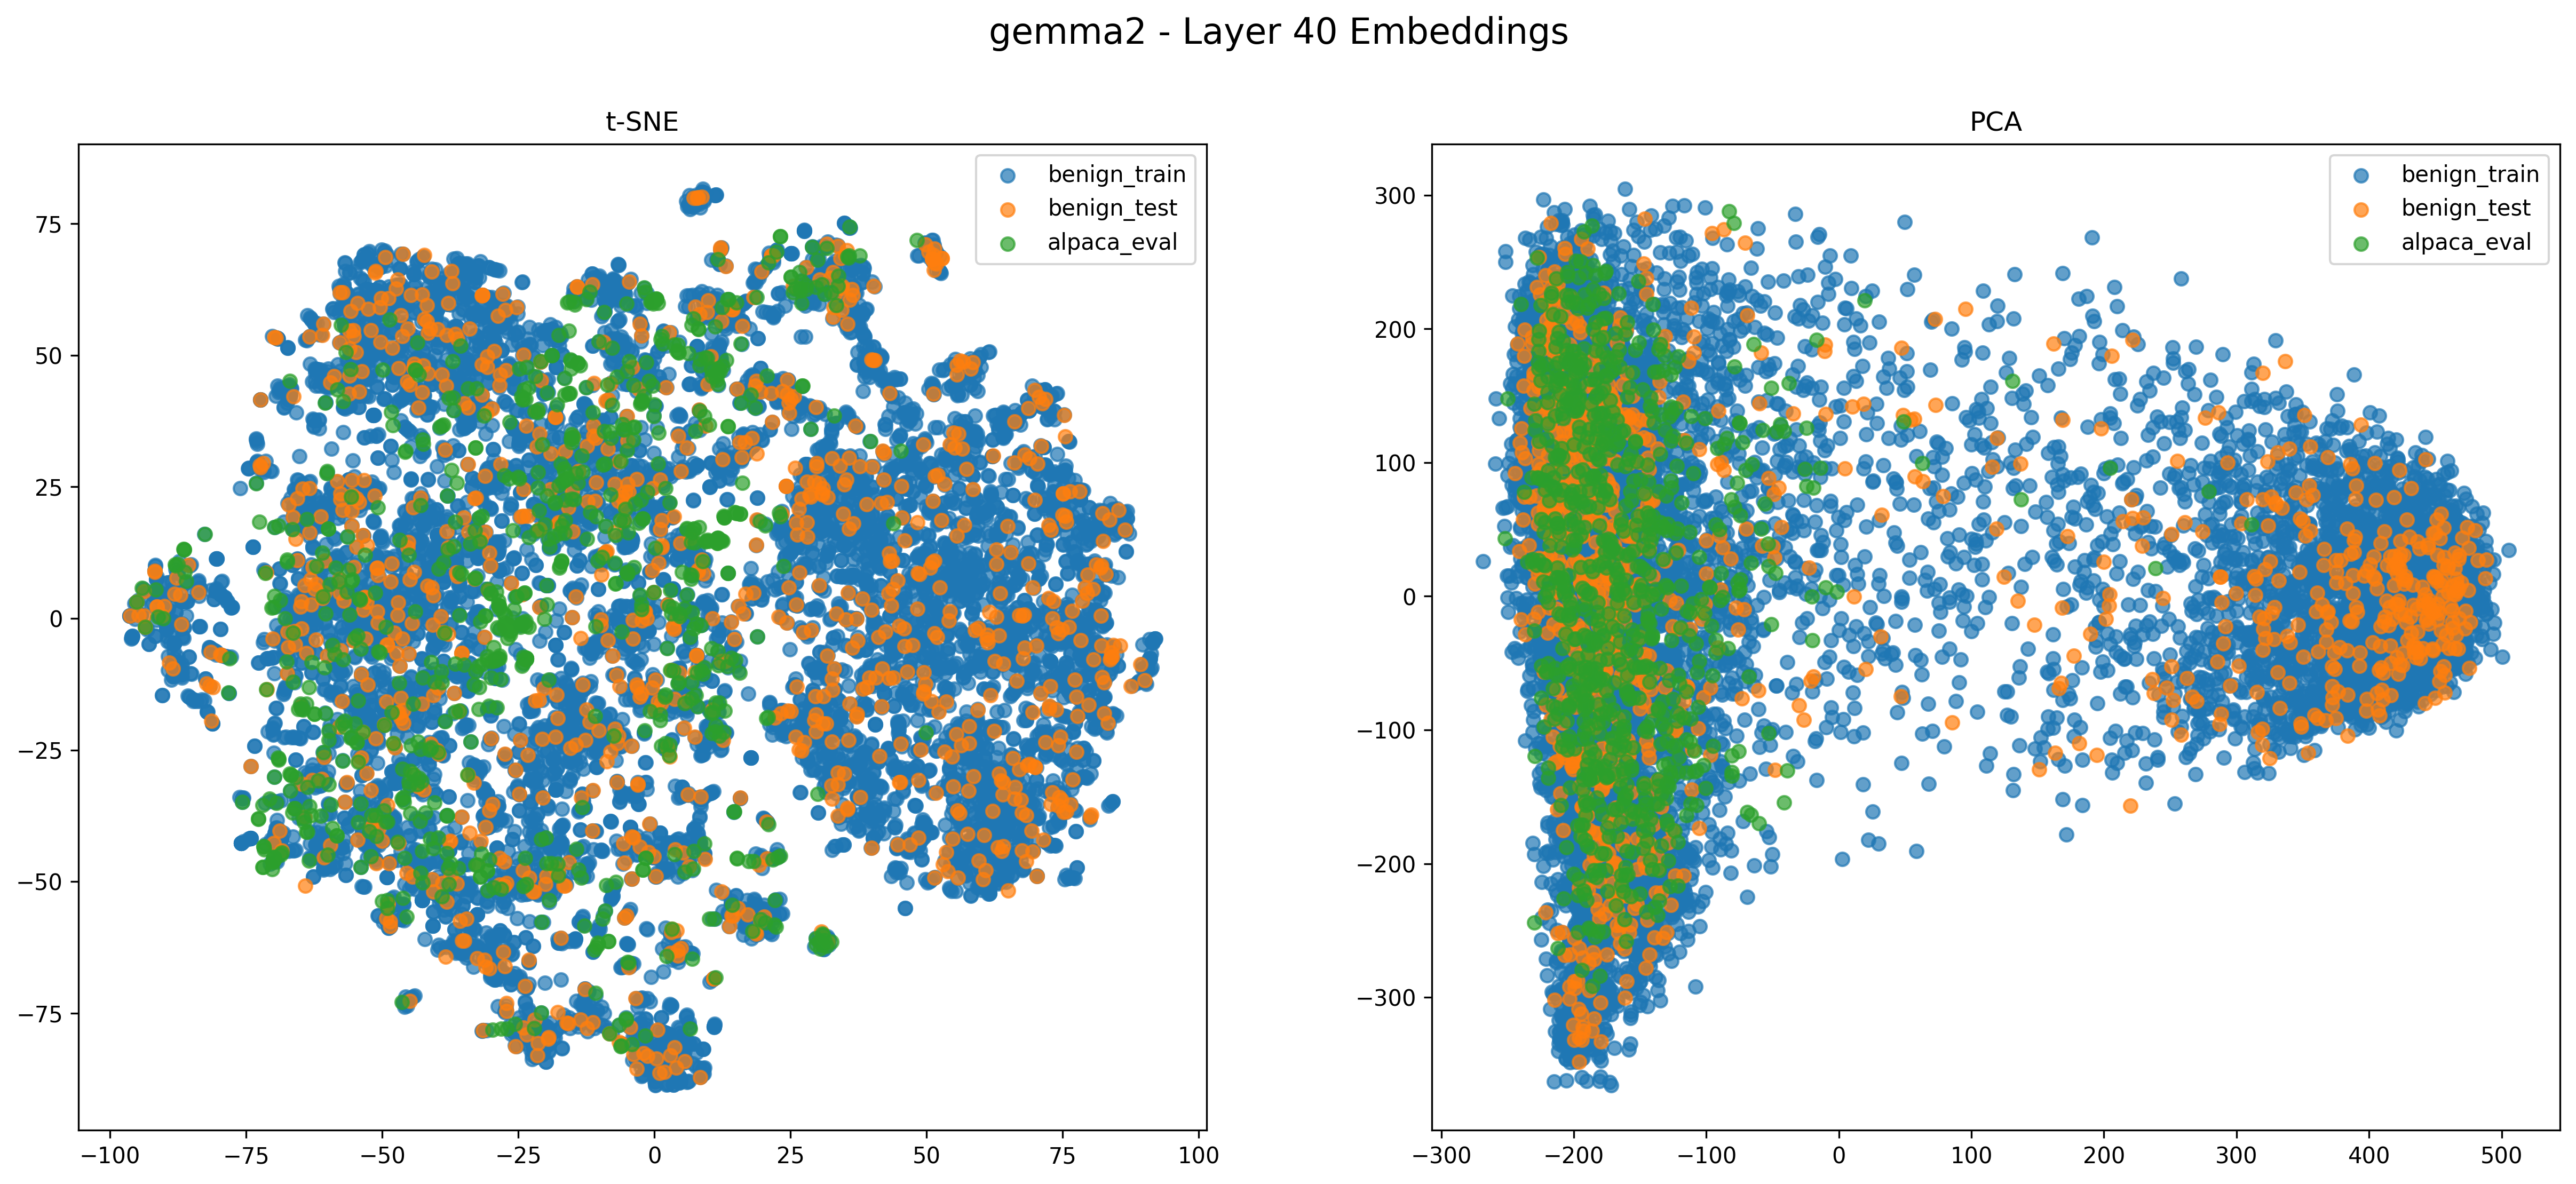 gemma2 - Layer 40 Embeddings
t-SNE
benign_train
benign_test
alpaca_eval
75
50
25
0
−25
−50
−75
−100 −75 −50 −25 0 25 50 75 100
PCA
benign_train
benign_test
alpaca_eval
300
200
100
0
−100
−200
−300
−300 −200 −100 0 100 200 300 400 500